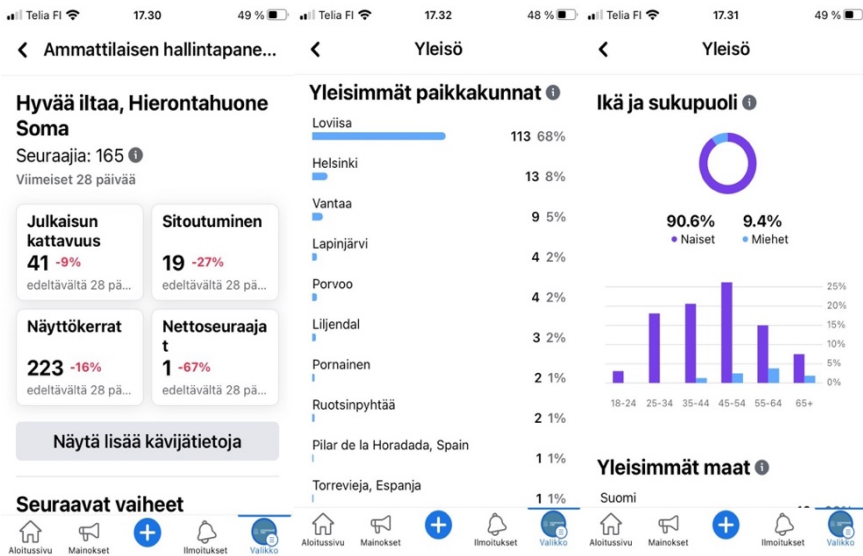 Telia FI 17.30 49 %
Ammattilaisen hallintapane...
Hyvää iltaa, Hierontahuone
Soma
Seuraajia: 165
Viimeiset 28 päivää
Julkaisun
kattavuus
41 -9%
edeltävältä 28 pä...
Sitoutuminen
19 -27%
edeltävältä 28 pä...
Näyttökerrat
223 -16%
edeltävältä 28 pä...
Nettoseuraaja
t
1 -67%
edeltävältä 28 pä...
Näytä lisää kävijätietoja
Seuraavat vaiheet
Aloitussivu Mainokset Ilmoitukset Valikko
Telia FI 17.32 48 %
Yleisö
Yleisimmät paikkakunnat
Loviisa
113 68%
Helsinki
13 8%
Vantaa
9 5%
Lapinjärvi
4 2%
Porvoo
4 2%
Liljendal
3 2%
Pornainen
2 1%
Ruotsinpyhtää
2 1%
Pilar de la Horadada, Spain
1 1%
Torrevieja, Espanja
1 1%
Aloitussivu Mainokset Ilmoitukset Valikko
Telia FI 17.31 49 %
Yleisö
Ikä ja sukupuoli
90.6% 9.4%
Naiset Miehet
25%
20%
15%
10%
5%
0%
18-24 25-34 35-44 45-54 55-64 65+
Yleisimmät maat
Suomi
Aloitussivu Mainokset Ilmoitukset Valikko